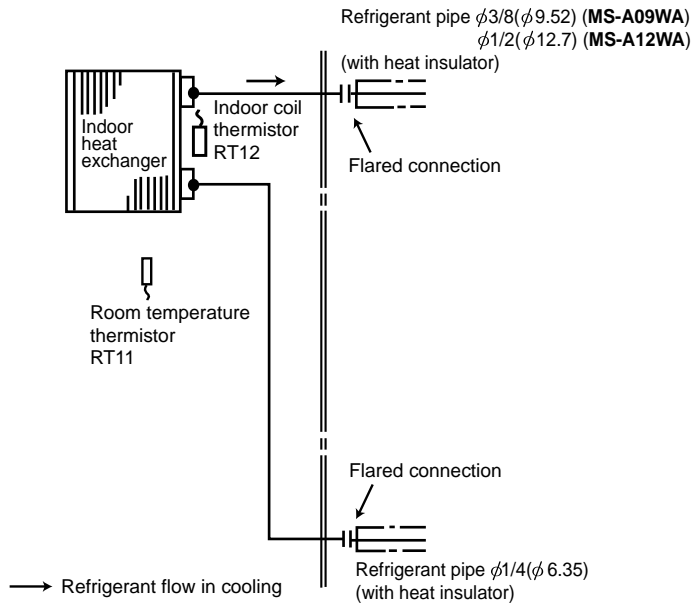 Refrigerant pipe ϕ3/8(ϕ9.52) (MS-A09WA)
ϕ1/2(ϕ12.7) (MS-A12WA)
(with heat insulator)
Indoor
heat
exchanger
Indoor coil
thermistor
RT12
Flared connection
Room temperature
thermistor
RT11
Flared connection
Refrigerant pipe ϕ1/4(ϕ 6.35)
(with heat insulator)
Refrigerant flow in cooling